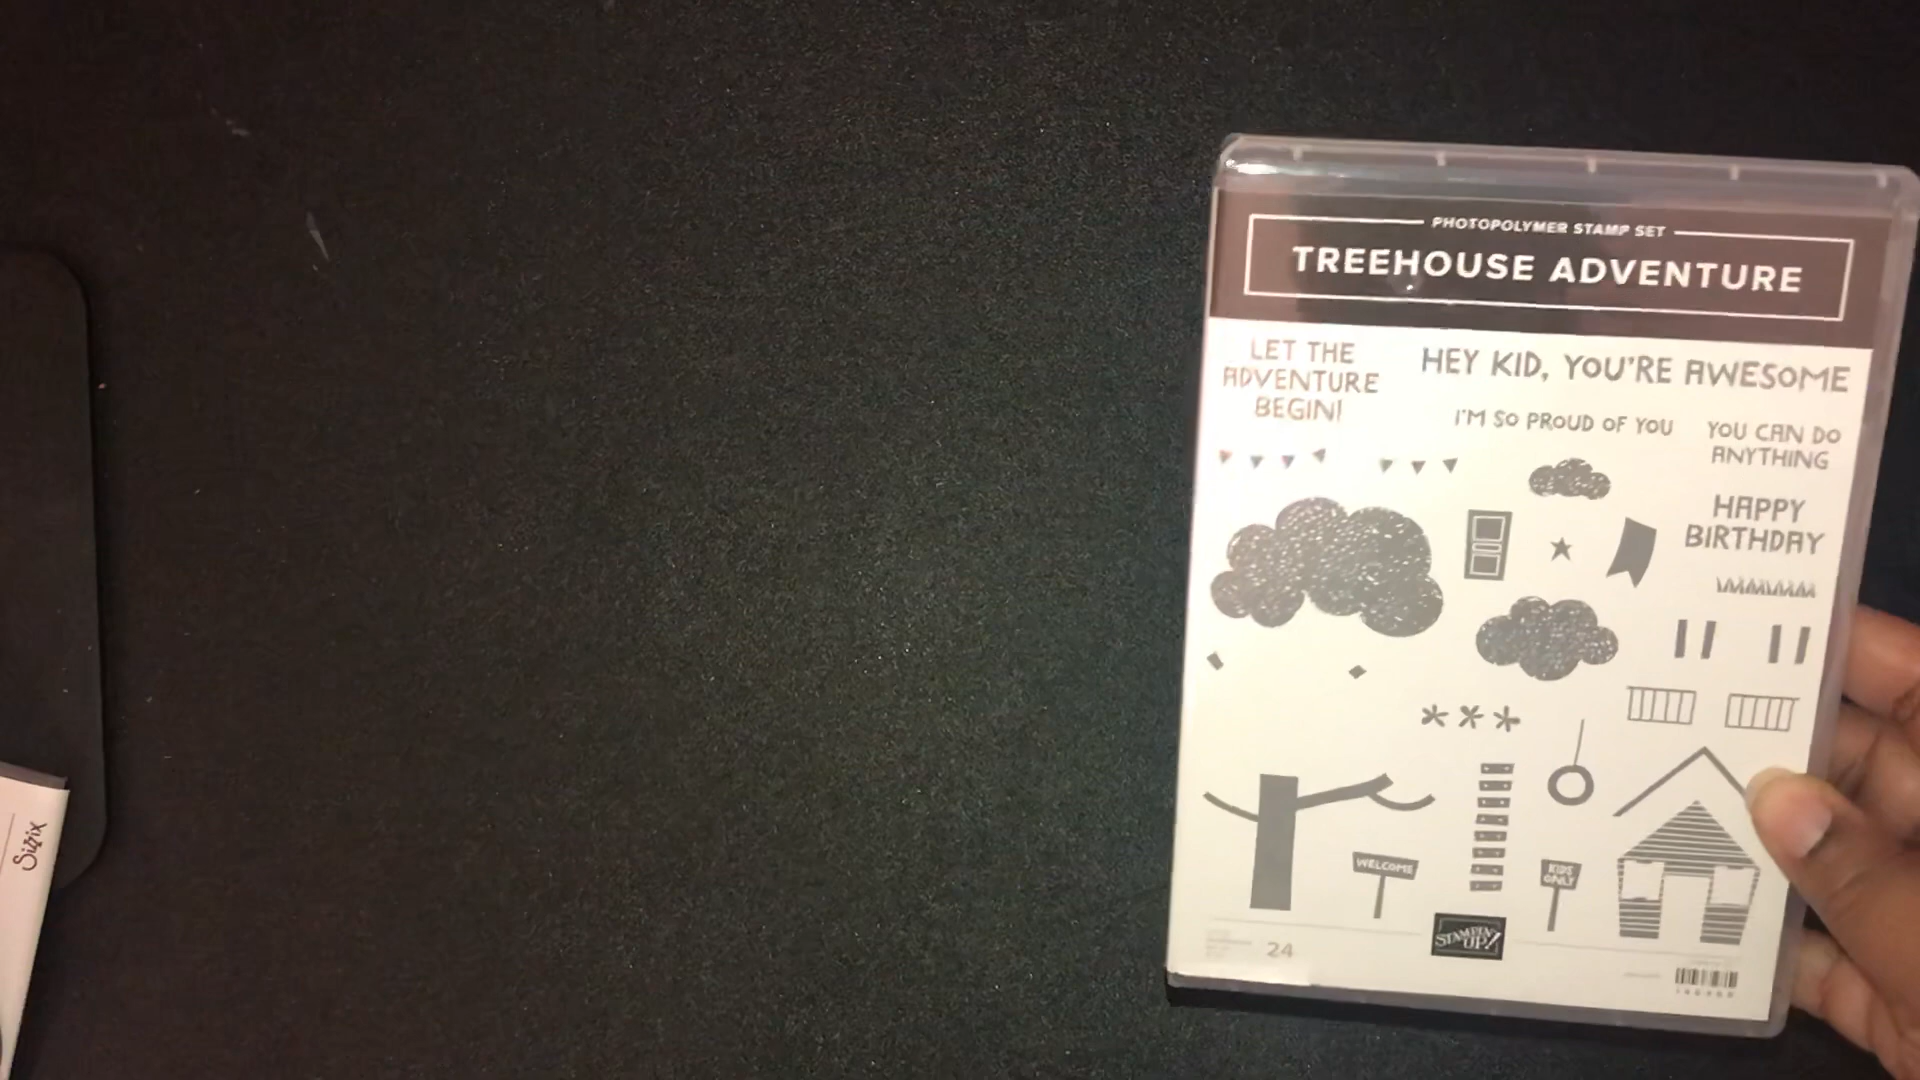 PHOTOPOLYMER STAMP SET
TREEHOUSE ADVENTURE
LET THE
ADVENTURE
BEGIN!
HEY KID, YOU'RE AWESOME
I'M SO PROUD OF YOU
YOU CAN DO
ANYTHING
HAPPY
BIRTHDAY
WELCOME
KIDS
ONLY
24
STAMPIN' UP!
Sizzix